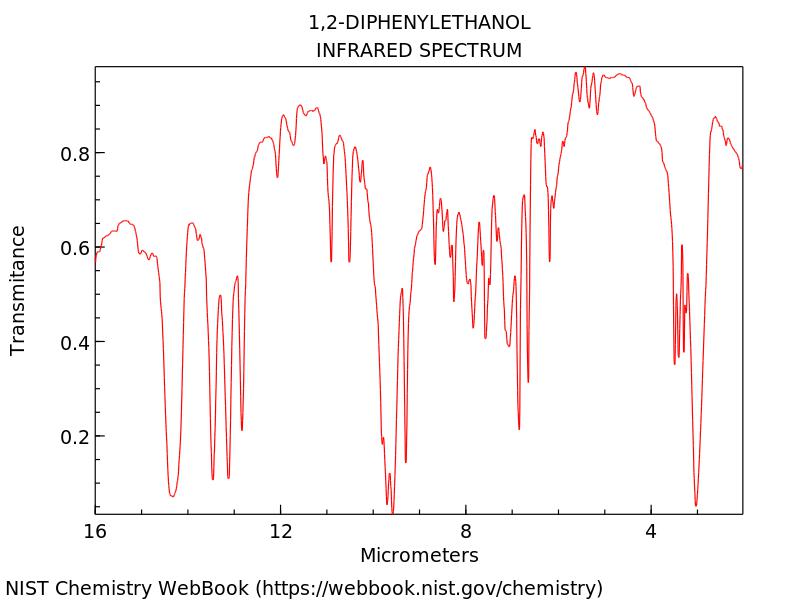 1,2-DIPHENYLETHANOL
INFRARED SPECTRUM
0.8
0.6
0.4
0.2
Transmitance
16 12 8 4
Micrometers
NIST Chemistry WebBook (https://webbook.nist.gov/chemistry)